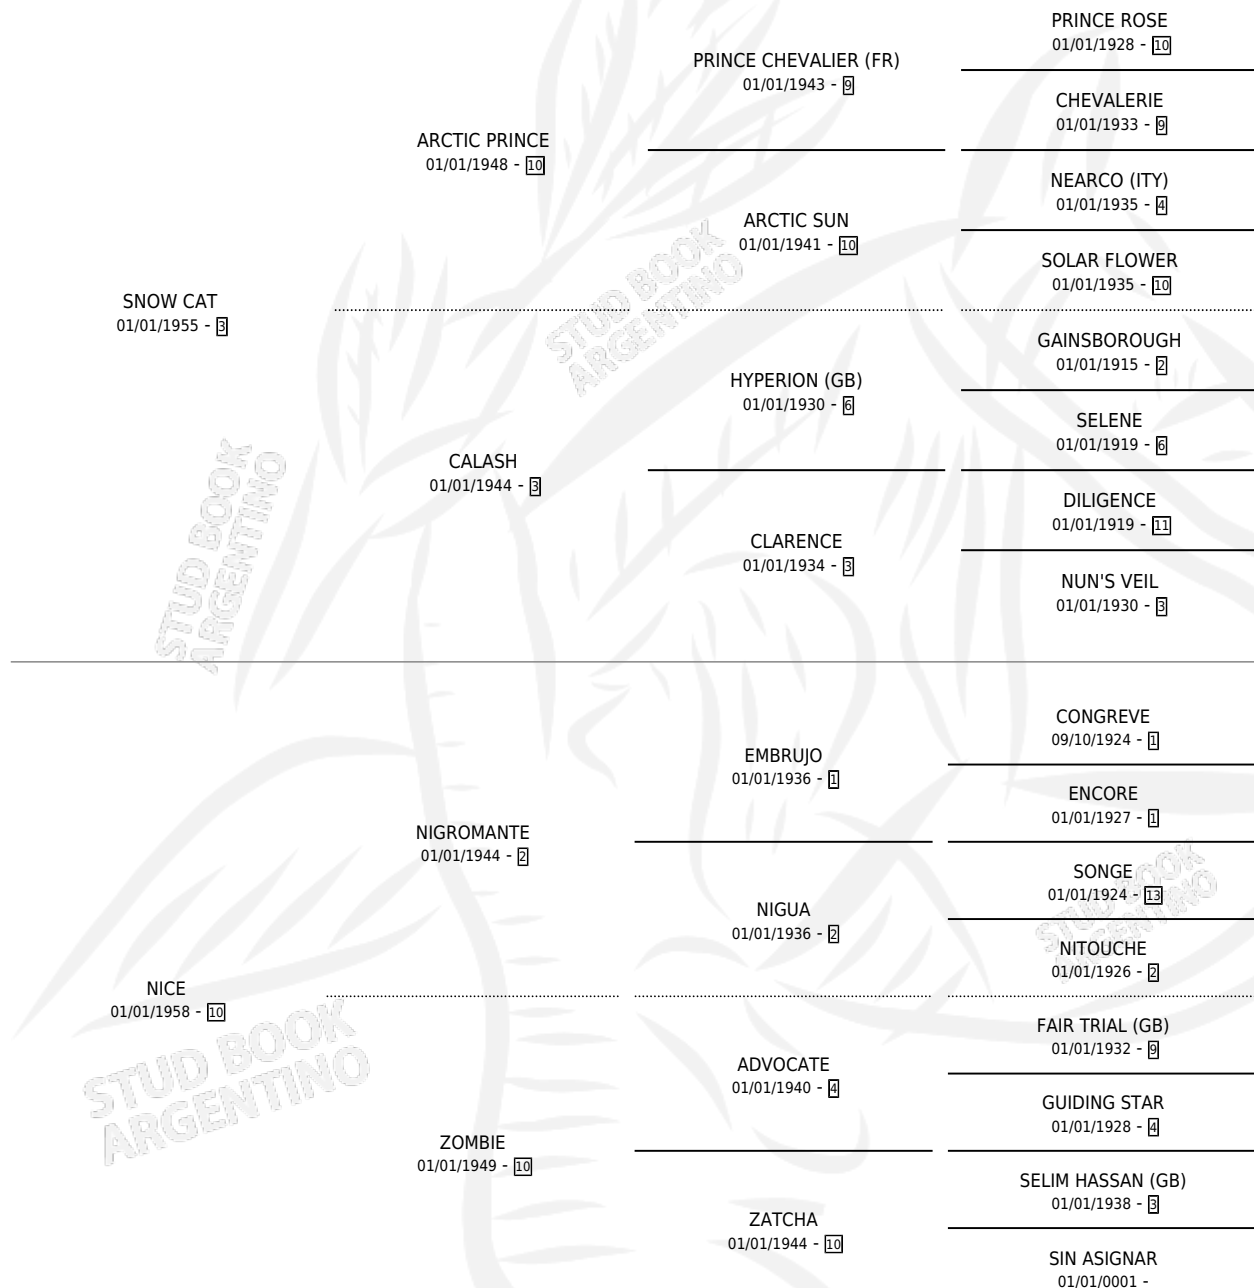 PRINCE ROSE
01/01/1928 - 10
PRINCE CHEVALIER (FR)
01/01/1943 - 9
CHEVALERIE
01/01/1933 - 9
ARCTIC PRINCE
01/01/1948 - 10
NEARCO (ITY)
01/01/1935 - 4
ARCTIC SUN
01/01/1941 - 10
SOLAR FLOWER
01/01/1935 - 10
SNOW CAT
01/01/1955 - 3
STUD BOOK
ARGENTINO
GAINSBOROUGH
01/01/1915 - 2
HYPERION (GB)
01/01/1930 - 6
SELENE
01/01/1919 - 6
CALASH
01/01/1944 - 3
DILIGENCE
01/01/1919 - 11
CLARENCE
01/01/1934 - 3
NUN'S VEIL
01/01/1930 - 3
STUD BOOK
ARGENTINO
CONGREVE
09/10/1924 - 1
EMBRUJO
01/01/1936 - 1
ENCORE
01/01/1927 - 1
NIGROMANTE
01/01/1944 - 2
SONGE
01/01/1924 - 13
NIGUA
01/01/1936 - 2
NITOUCHE
01/01/1926 - 2
STUD BOOK
ARGENTINO
NICE
01/01/1958 - 10
FAIR TRIAL (GB)
01/01/1932 - 9
ADVOCATE
01/01/1940 - 4
GUIDING STAR
01/01/1928 - 4
STUD BOOK
ARGENTINO
ZOMBIE
01/01/1949 - 10
SELIM HASSAN (GB)
01/01/1938 - 3
ZATCHA
01/01/1944 - 10
SIN ASIGNAR
01/01/0001 -